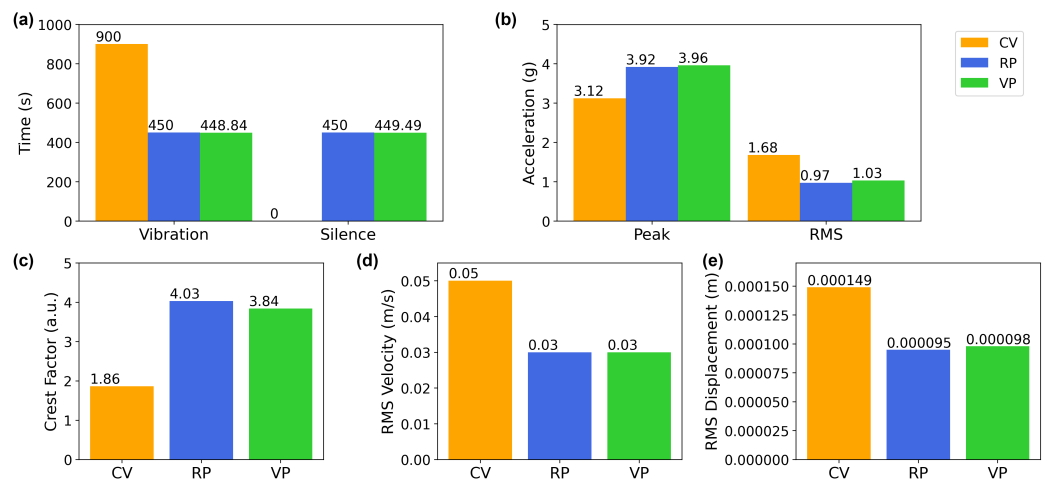 (a)
Time (s)
1000
800
600
400
200
0
900
450
448.84
0
450
449.49
Vibration
Silence
(b)
Acceleration (g)
5
4
3
2
1
0
3.12
3.92
3.96
1.68
0.97
1.03
Peak
RMS
CV
RP
VP
(c)
Crest Factor (a.u.)
5
4
3
2
1
0
1.86
4.03
3.84
CV
RP
VP
(d)
RMS Velocity (m/s)
0.05
0.04
0.03
0.02
0.01
0.00
0.05
0.03
0.03
CV
RP
VP
(e)
RMS Displacement (m)
0.000150
0.000125
0.000100
0.000075
0.000050
0.000025
0.000000
0.000149
0.000095
0.000098
CV
RP
VP